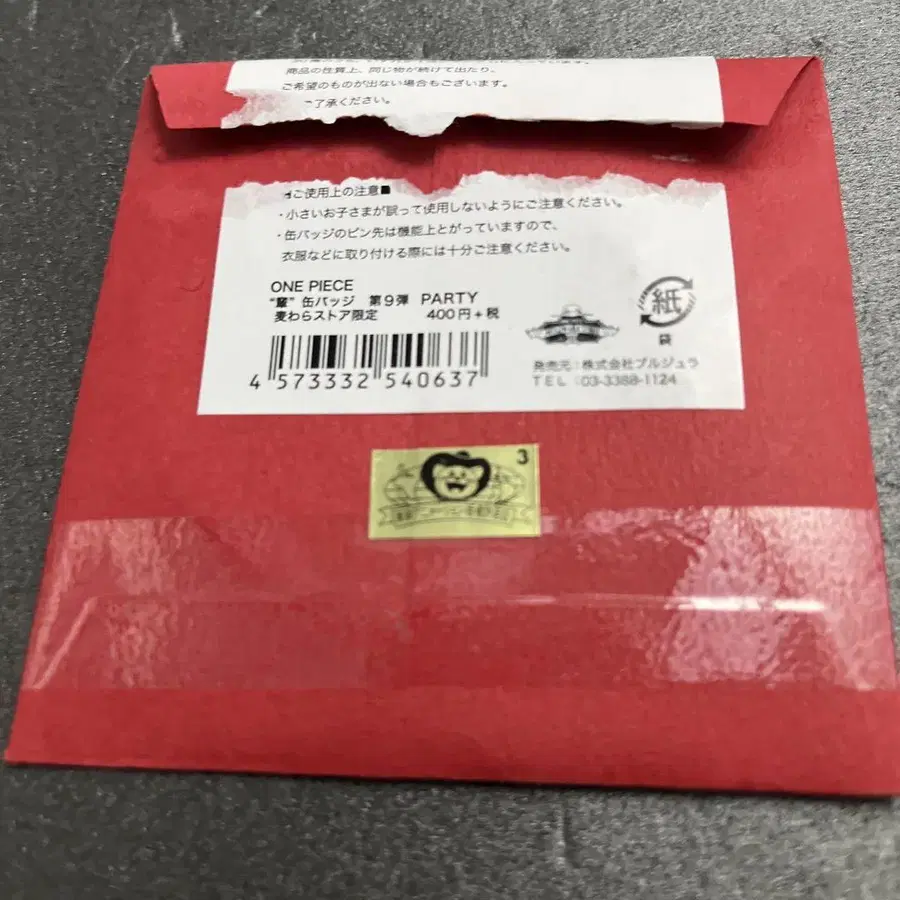 商品の性質上、同じ物が続けて出たり、
ご希望のものが出ない場合もございます。
了承ください。
ご使用上の注意■
・小さいお子さまが誤って使用しないようにご注意ください。
・缶バッジのピン先は機能上とがっていますので、
衣服などに取り付ける際には十分ご注意ください。
ONE PIECE
缶バッジ 第9弾 PARTY
麦わらストア限定 400円+税
4 573332 540637
紙
袋
発売元:株式会社プルジュラ
TEL:03-3388-1124
3